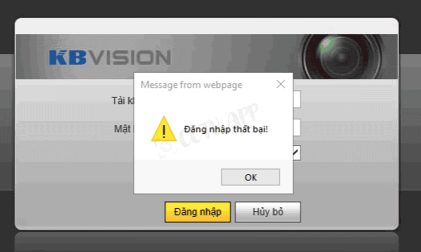 KBVISION
Message from webpage
Tài
Đăng nhập thất bại!
Mật
OK
Đăng nhập
Hủy bỏ